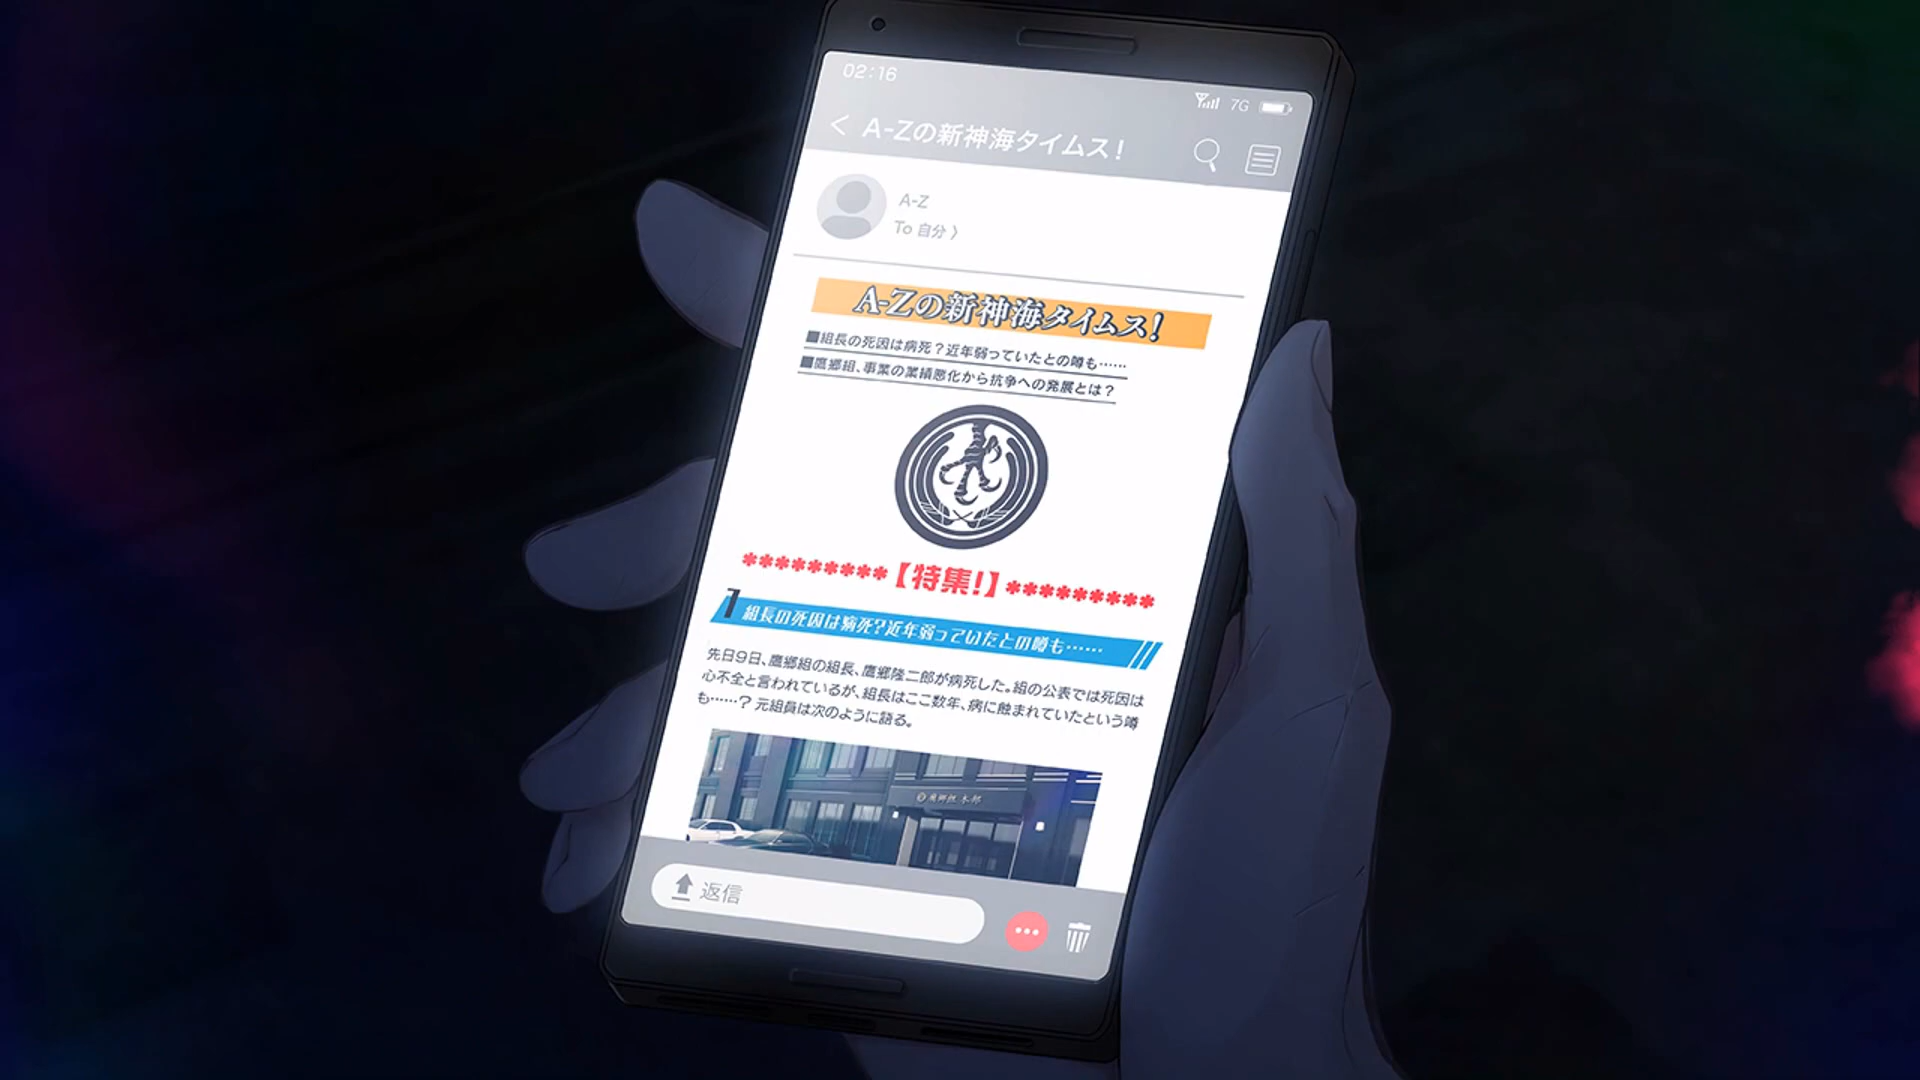 02:16
7G
A-Zの新神海タイムス!
A-Z
To 自分 〉
A-Zの新神海タイムス!
■組長の死因は病死?近年弱っていたとの噂も……
■鷹郷組、事業の業績悪化から抗争への発展とは?
*********【特集!】*********
1 組長の死因は病死?近年弱っていたとの噂も……
先日9日、鷹郷組の組長、鷹郷隆二郎が病死した。組の公表では死因は
心不全と言われているが、組長はここ数年、病に蝕まれていたという噂
も……? 元組員は次のように語る。
鷹郷組本部
返信